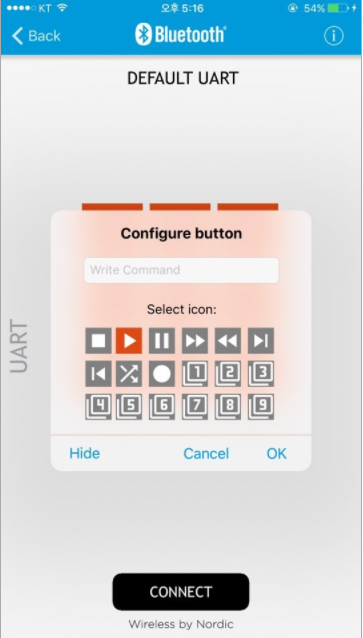 KT 오후 5:16 54%
Back Bluetooth®
DEFAULT UART
Configure button
Write Command
Select icon:
1 2 3
4 5 6 7 8 9
UART
Hide Cancel OK
CONNECT
Wireless by Nordic